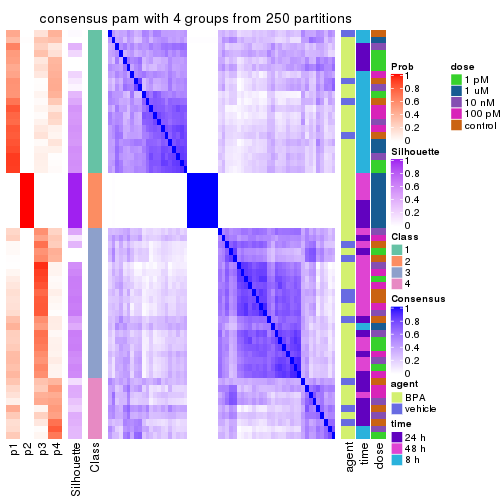 consensus pam with 4 groups from 250 partitions
Prob
1
0.8
0.6
0.4
0.2
0
dose
1 pM
1 uM
10 nM
100 pM
control
Silhouette
1
0.8
0.6
0.4
0.2
0
Class
1
2
3
4
Consensus
1
0.8
0.6
0.4
0.2
0
agent
BPA
vehicle
time
24 h
48 h
8 h
p1
p2
p3
p4
Silhouette
Class
agent
time
dose